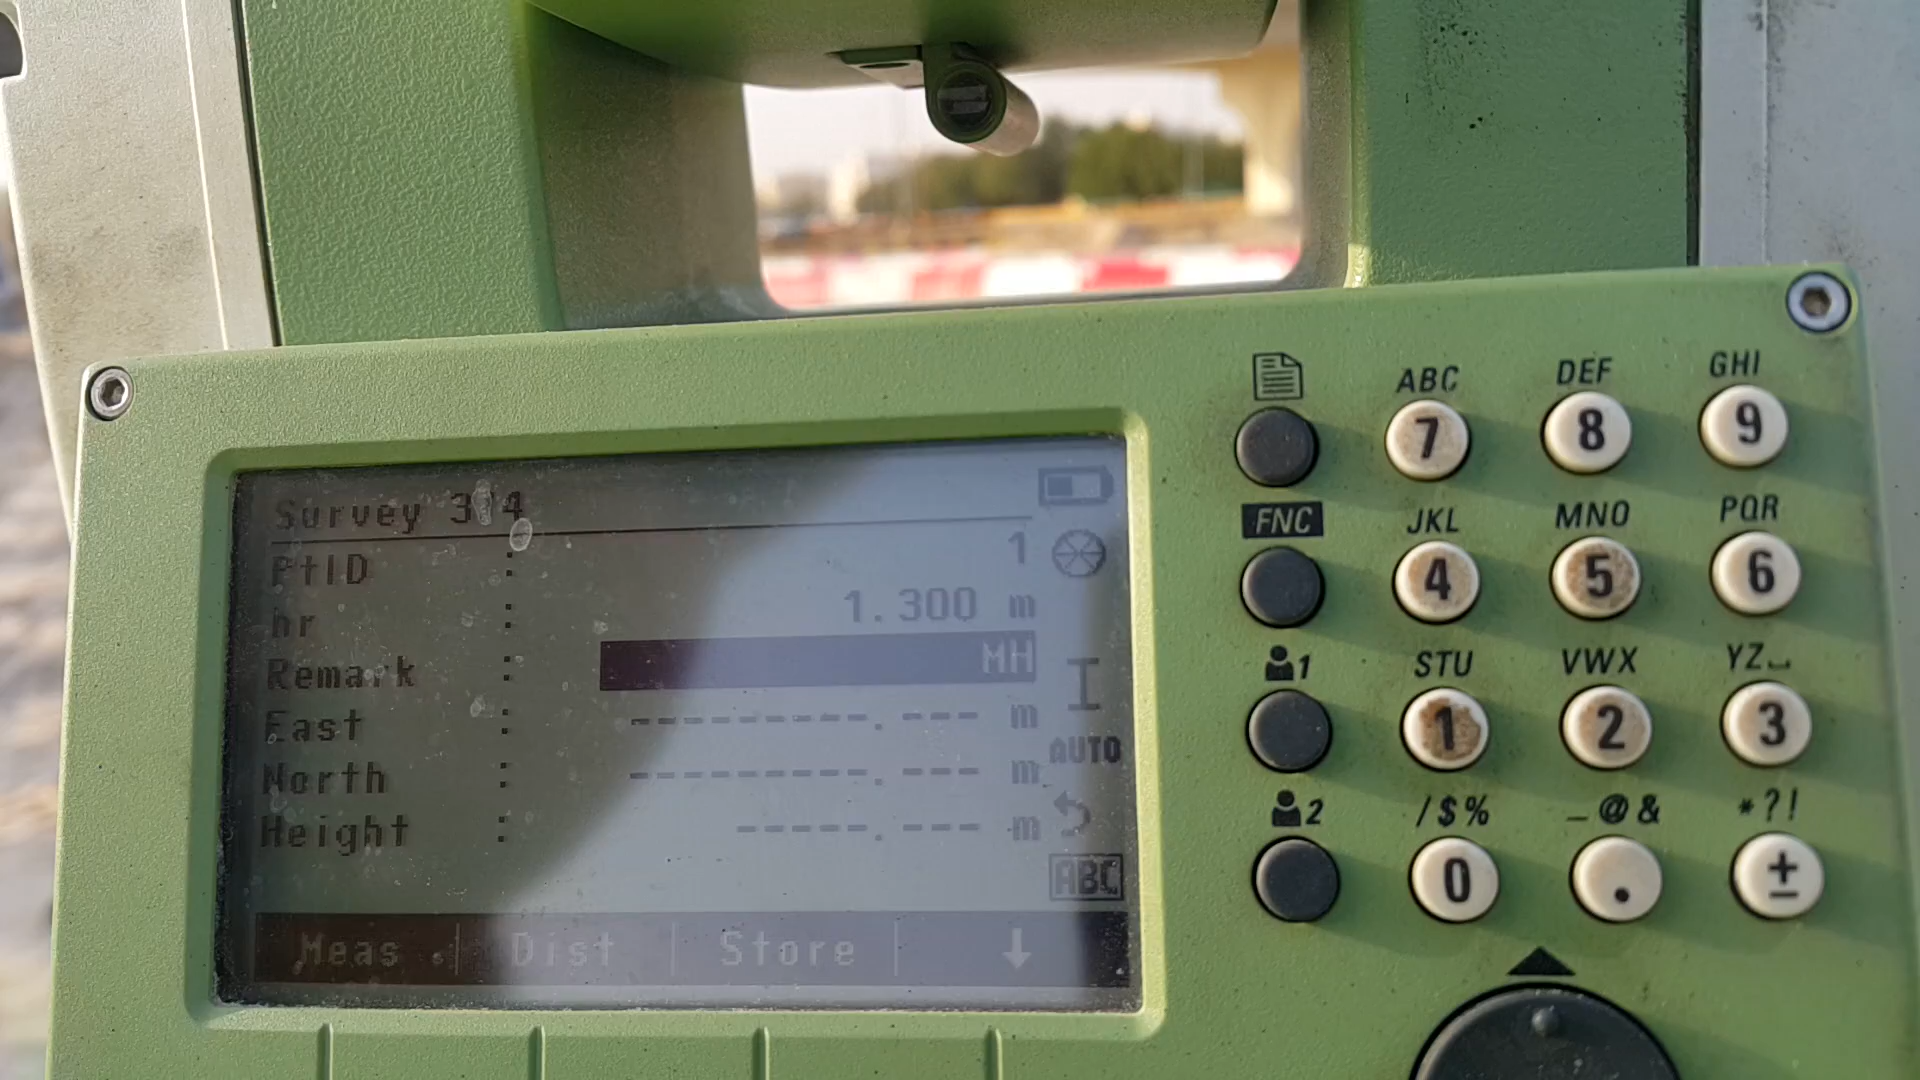 Survey 3/4
PtID : 1
hr : 1.300 m
Remark : MH
East : ---------.--- m
North : ---------.--- m
Height : -----.--- m
AUTO
ABC
Meas Dist Store
ABC DEF GHI
7 8 9
FNC JKL MNO PQR
4 5 6
1 STU VWX YZ
1 2 3
2 /$% _@& *?!
0 . ±